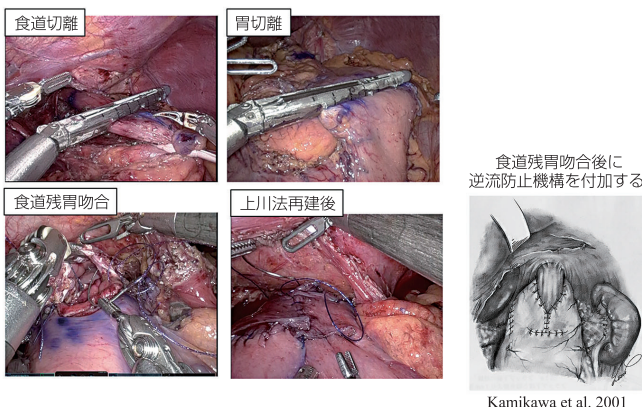 食道切離
胃切離
食道残胃吻合
上川法再建後
食道残胃吻合後に
逆流防止機構を付加する
Kamikawa et al. 2001